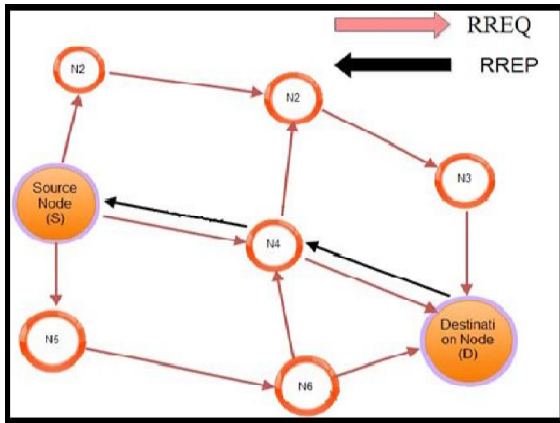 RREQ
RREP
N2
N2
N3
Source
Node
(S)
N4
N5
N6
Destinati
on Node
(D)